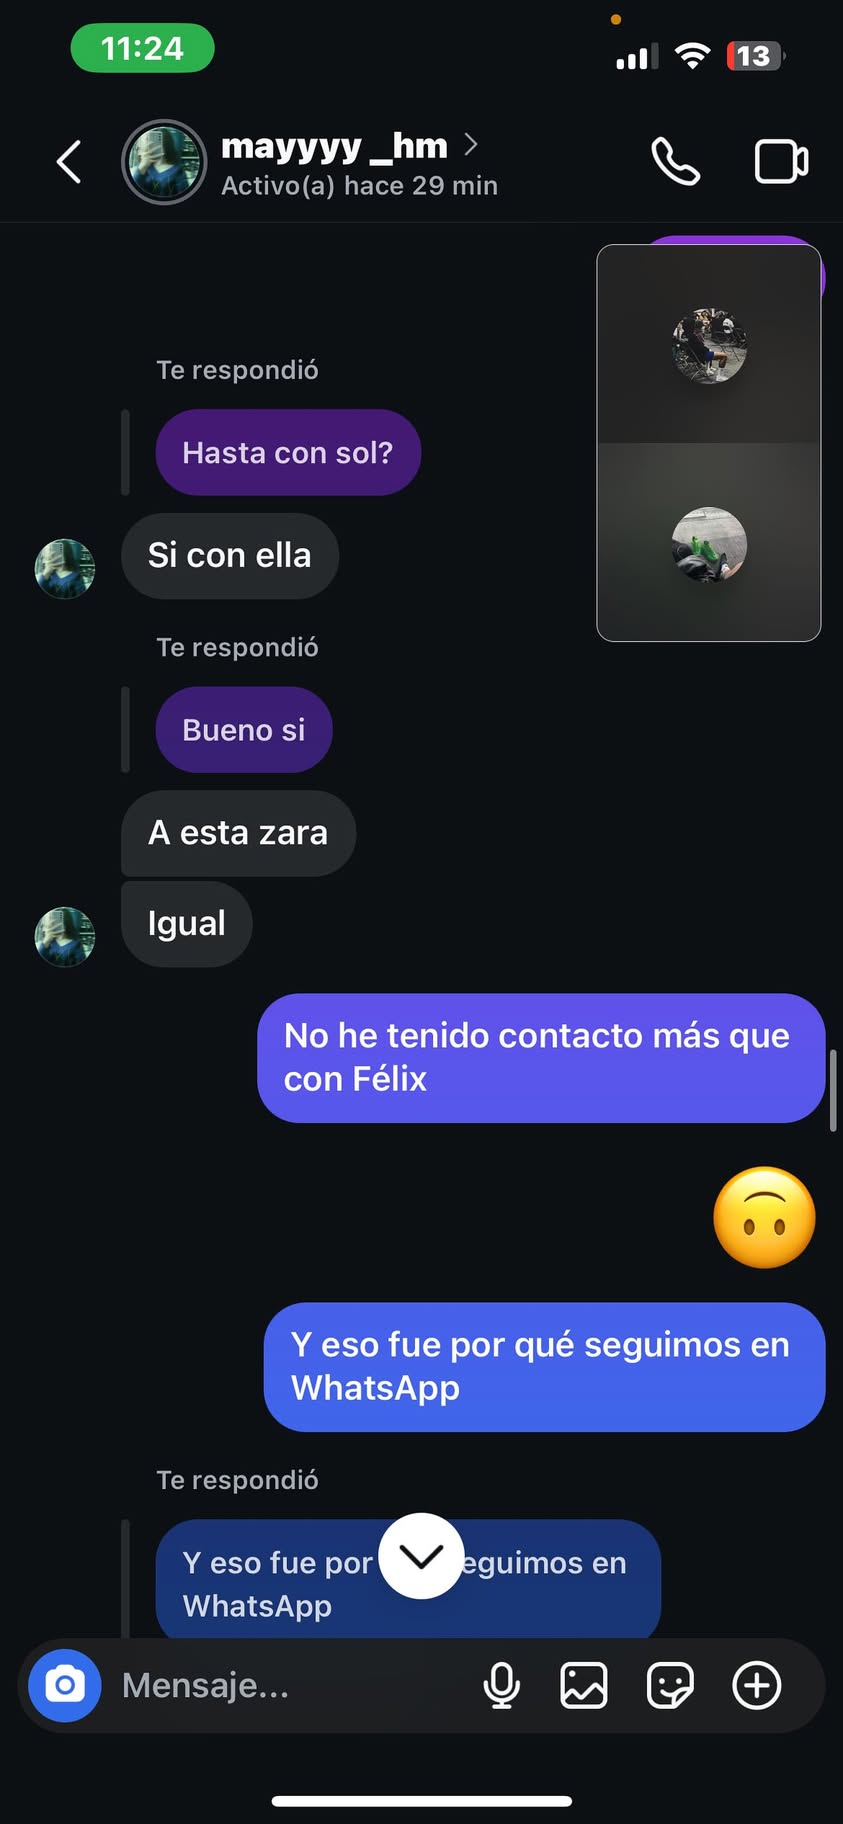 11:24
13
mayyyy _hm
Activo(a) hace 29 min
Te respondió
Hasta con sol?
Si con ella
Te respondió
Bueno si
A esta zara
Igual
No he tenido contacto más que
con Félix
🙃
Y eso fue por qué seguimos en
WhatsApp
Te respondió
Y eso fue por eguimos en
WhatsApp
Mensaje...